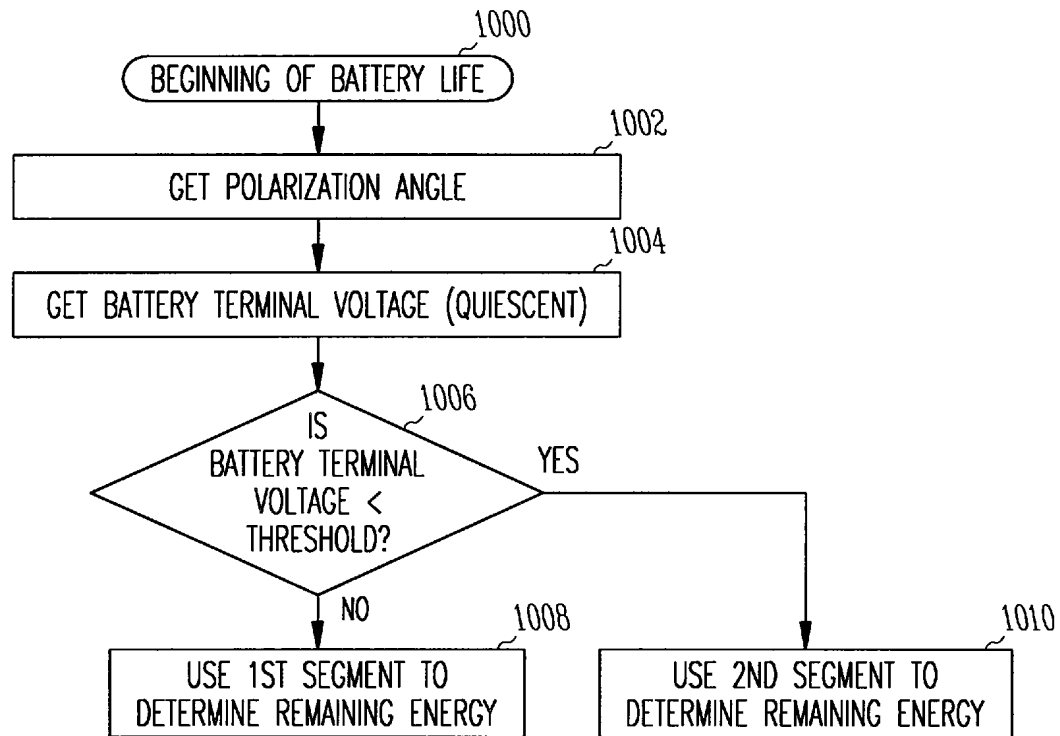 1000
BEGINNING OF BATTERY LIFE
1002
GET POLARIZATION ANGLE
1004
GET BATTERY TERMINAL VOLTAGE (QUIESCENT)
1006
IS
BATTERY TERMINAL
VOLTAGE <
THRESHOLD?
YES
NO
1008
USE 1ST SEGMENT TO
DETERMINE REMAINING ENERGY
1010
USE 2ND SEGMENT TO
DETERMINE REMAINING ENERGY